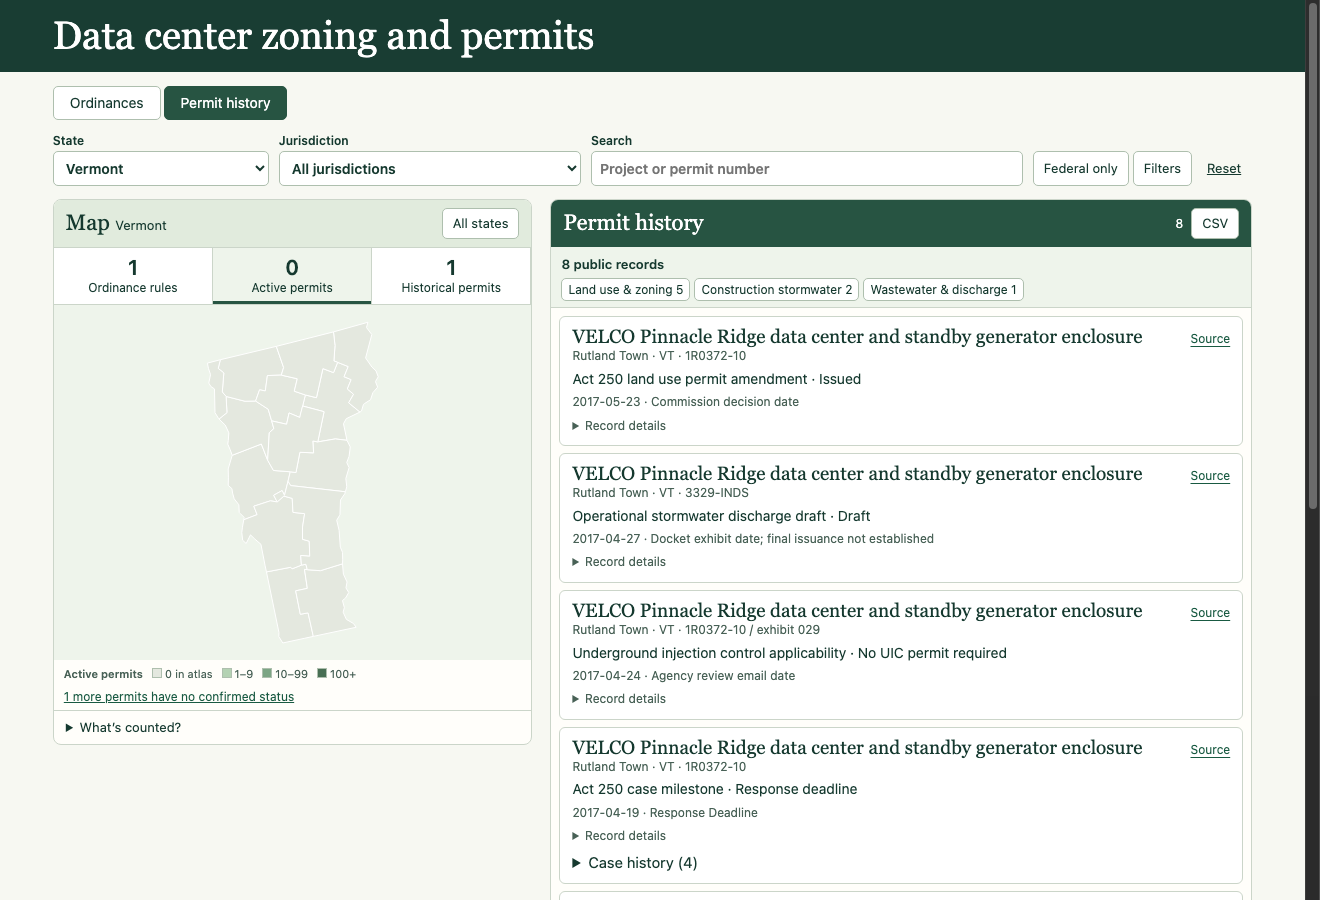 Data center zoning and permits
Ordinances
Permit history
State
Jurisdiction
Search
Vermont
All jurisdictions
Project or permit number
Federal only
Filters
Reset
Map Vermont
All states
1
Ordinance rules
0
Active permits
1
Historical permits
Active permits 0 in atlas 1–9 10–99 100+
1 more permits have no confirmed status
What's counted?
Permit history
8
CSV
8 public records
Land use & zoning 5
Construction stormwater 2
Wastewater & discharge 1
VELCO Pinnacle Ridge data center and standby generator enclosure
Source
Rutland Town · VT · 1R0372-10
Act 250 land use permit amendment · Issued
2017-05-23 · Commission decision date
Record details
VELCO Pinnacle Ridge data center and standby generator enclosure
Source
Rutland Town · VT · 3329-INDS
Operational stormwater discharge draft · Draft
2017-04-27 · Docket exhibit date; final issuance not established
Record details
VELCO Pinnacle Ridge data center and standby generator enclosure
Source
Rutland Town · VT · 1R0372-10 / exhibit 029
Underground injection control applicability · No UIC permit required
2017-04-24 · Agency review email date
Record details
VELCO Pinnacle Ridge data center and standby generator enclosure
Source
Rutland Town · VT · 1R0372-10
Act 250 case milestone · Response deadline
2017-04-19 · Response Deadline
Record details
Case history (4)